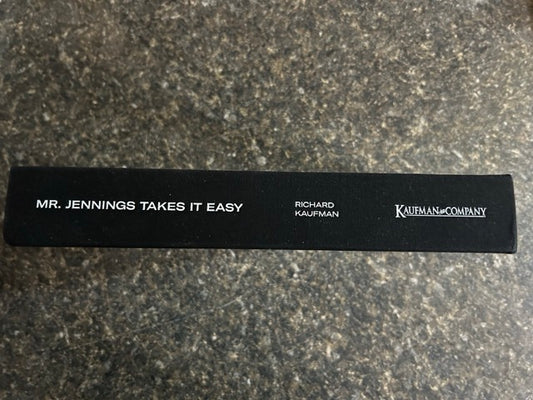 MR. JENNINGS TAKES IT EASY
RICHARD
KAUFMAN
KAUFMAN AND COMPANY